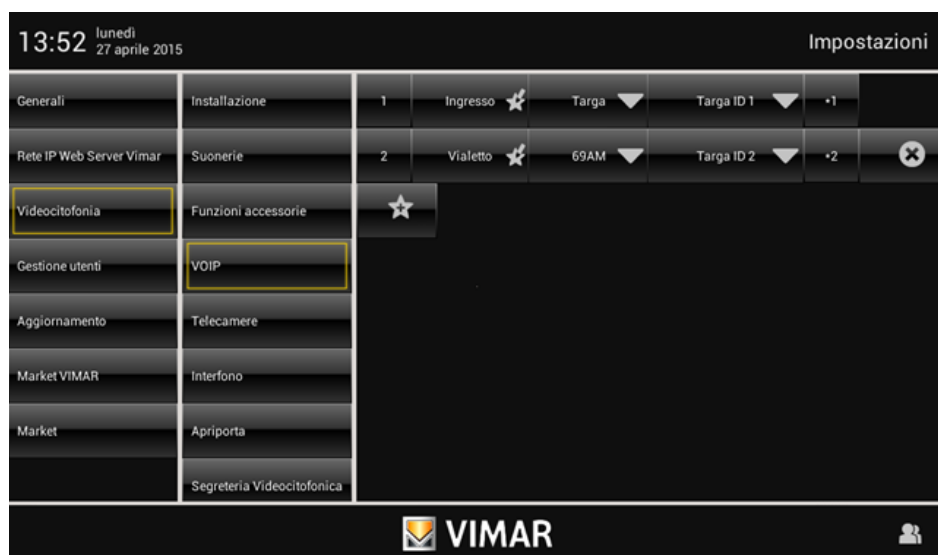 13:52 lunedì
27 aprile 2015
Impostazioni
Generali
Rete IP Web Server Vimar
Videocitofonia
Gestione utenti
Aggiornamento
Market VIMAR
Market
Installazione
Suonerie
Funzioni accessorie
VOIP
Telecamere
Interfono
Apriporta
Segreteria Videocitofonica
1 Ingresso Targa Targa ID 1 *1
2 Vialetto 69AM Targa ID 2 *2
VIMAR